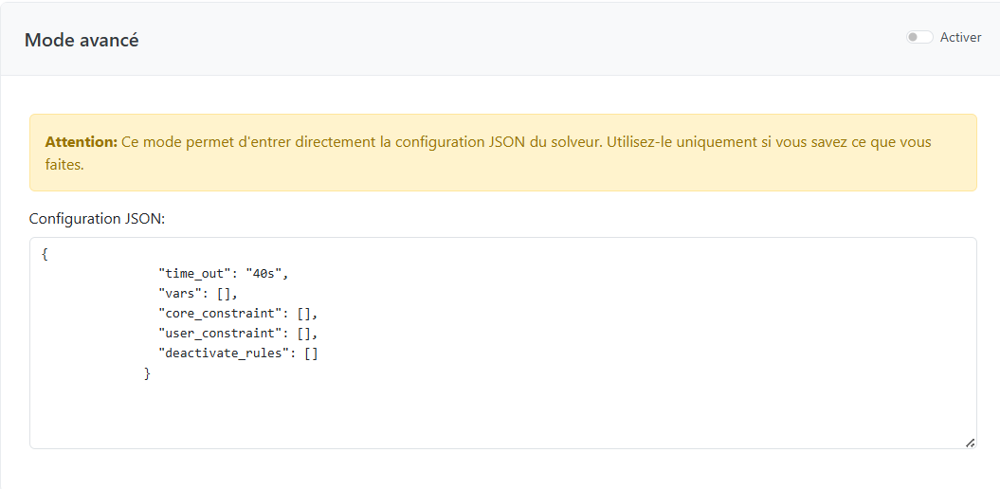 Mode avancé
Activer
Attention: Ce mode permet d'entrer directement la configuration JSON du solveur. Utilisez-le uniquement si vous savez ce que vous
faites.
Configuration JSON:
{
"time_out": "40s",
"vars": [],
"core_constraint": [],
"user_constraint": [],
"deactivate_rules": []
}